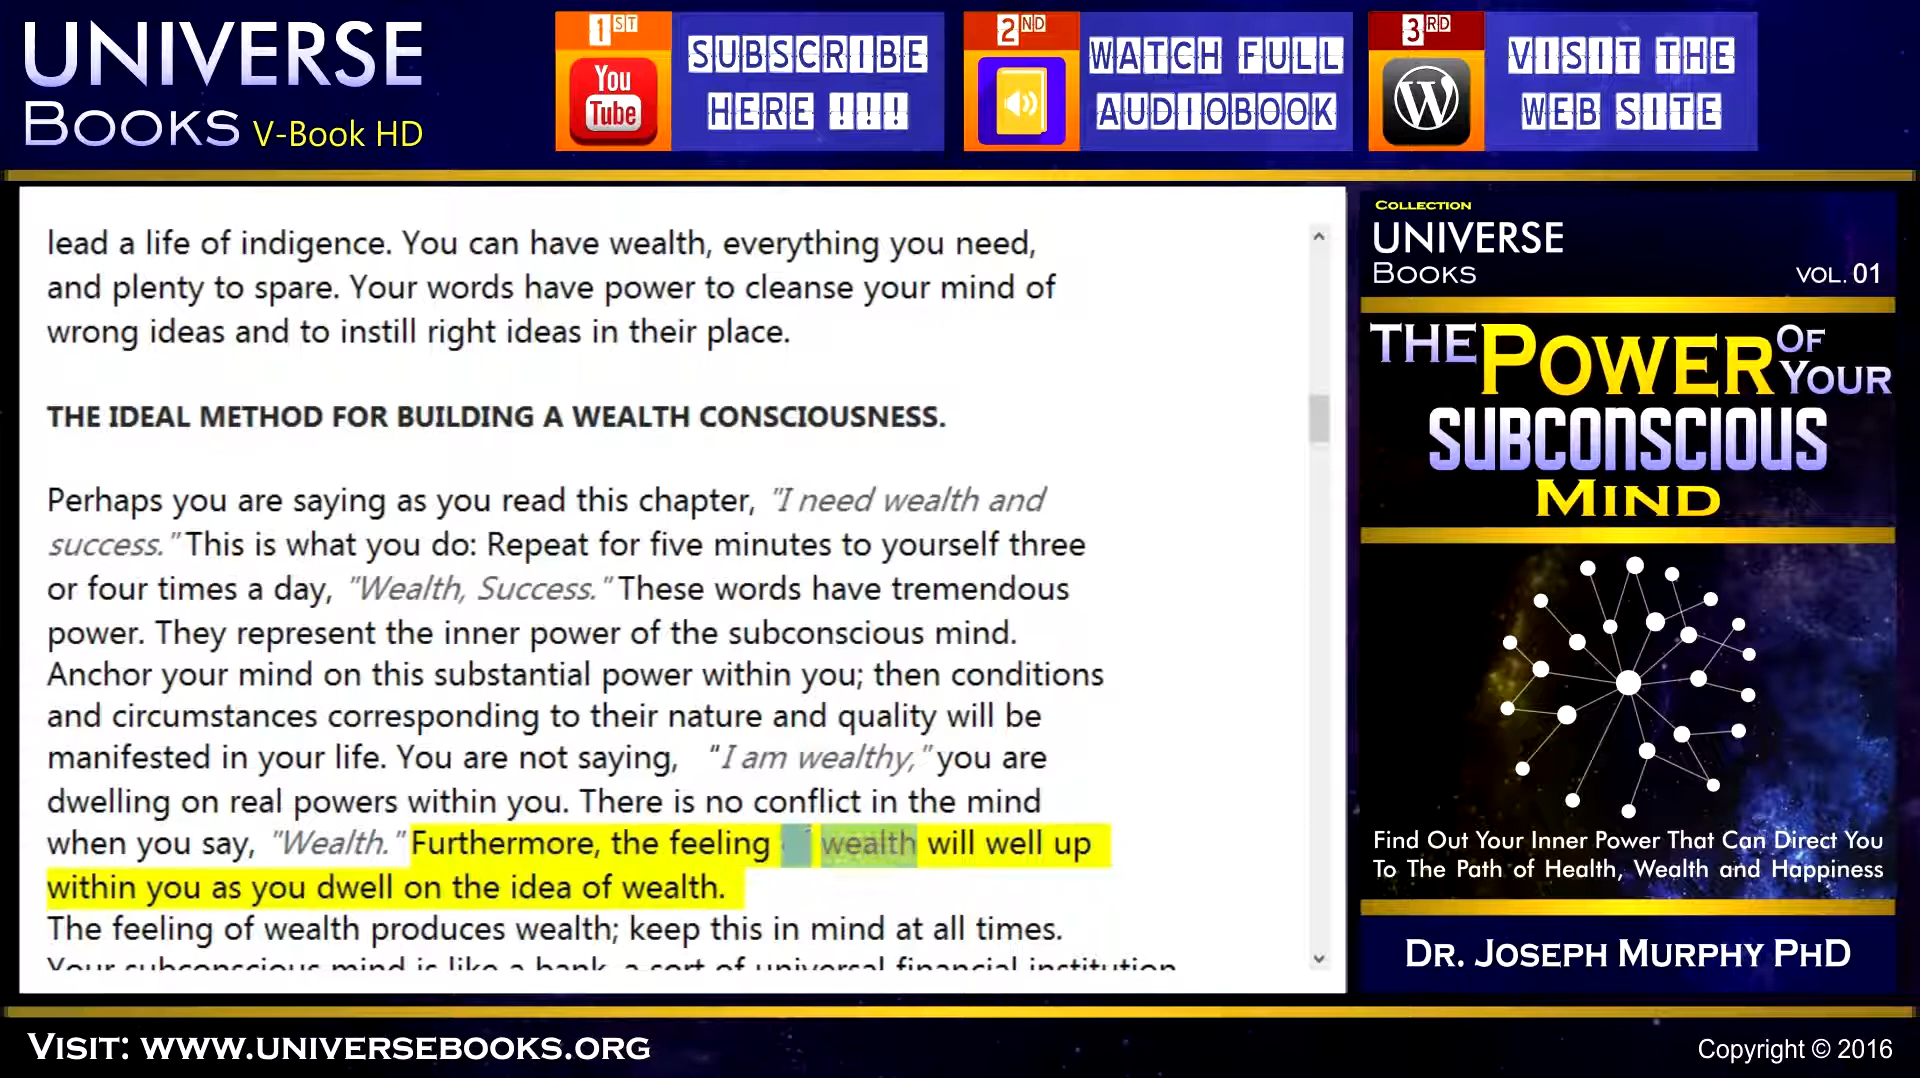 UNIVERSE
BOOKS V-Book HD
1ST
You
Tube
SUBSCRIBE
HERE !!!
2ND
WATCH FULL
AUDIOBOOK
3RD
W
VISIT THE
WEB SITE
lead a life of indigence. You can have wealth, everything you need,
and plenty to spare. Your words have power to cleanse your mind of
wrong ideas and to instill right ideas in their place.
THE IDEAL METHOD FOR BUILDING A WEALTH CONSCIOUSNESS.
Perhaps you are saying as you read this chapter, "I need wealth and
success." This is what you do: Repeat for five minutes to yourself three
or four times a day, "Wealth, Success." These words have tremendous
power. They represent the inner power of the subconscious mind.
Anchor your mind on this substantial power within you; then conditions
and circumstances corresponding to their nature and quality will be
manifested in your life. You are not saying, "I am wealthy," you are
dwelling on real powers within you. There is no conflict in the mind
when you say, "Wealth." Furthermore, the feeling wealth will well up
within you as you dwell on the idea of wealth.
The feeling of wealth produces wealth; keep this in mind at all times.
Your subconscious mind is like a bank, a sort of universal financial institution
COLLECTION
UNIVERSE
BOOKS VOL. 01
THE POWER OF YOUR
SUBCONSCIOUS
MIND
Find Out Your Inner Power That Can Direct You
To The Path of Health, Wealth and Happiness
DR. JOSEPH MURPHY PHD
VISIT: WWW.UNIVERSEBOOKS.ORG
Copyright © 2016